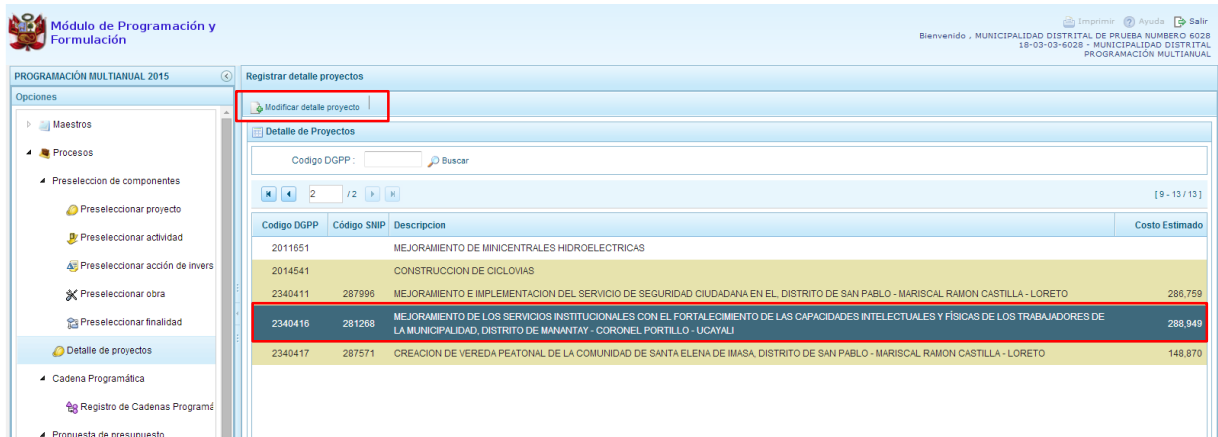 Módulo de Programación y
Formulación
Imprimir Ayuda Salir
Bienvenido , MUNICIPALIDAD DISTRITAL DE PRUEBA NUMBERO 6028
18-03-03-6028 - MUNICIPALIDAD DISTRITAL
PROGRAMACIÓN MULTIANUAL
PROGRAMACIÓN MULTIANUAL 2015
Opciones
Maestros
Procesos
Preseleccion de componentes
Preseleccionar proyecto
Preseleccionar actividad
Preseleccionar acción de invers
Preseleccionar obra
Preseleccionar finalidad
Detalle de proyectos
Cadena Programática
Registro de Cadenas Programá
Propuesta de presupuesto
Registrar detalle proyectos
Modificar detalle proyecto
Detalle de Proyectos
Codigo DGPP : Buscar
2 / 2 [ 9 - 13 / 13 ]
Codigo DGPP Código SNIP Descripcion Costo Estimado
2011651 MEJORAMIENTO DE MINICENTRALES HIDROELECTRICAS
2014541 CONSTRUCCION DE CICLOVIAS
2340411 287996 MEJORAMIENTO E IMPLEMENTACION DEL SERVICIO DE SEGURIDAD CIUDADANA EN EL, DISTRITO DE SAN PABLO - MARISCAL RAMON CASTILLA - LORETO 286,759
2340416 281268 MEJORAMIENTO DE LOS SERVICIOS INSTITUCIONALES CON EL FORTALECIMIENTO DE LAS CAPACIDADES INTELECTUALES Y FÍSICAS DE LOS TRABAJADORES DE
LA MUNICIPALIDAD, DISTRITO DE MANANTAY - CORONEL PORTILLO - UCAYALI 288,949
2340417 287571 CREACION DE VEREDA PEATONAL DE LA COMUNIDAD DE SANTA ELENA DE IMASA, DISTRITO DE SAN PABLO - MARISCAL RAMON CASTILLA - LORETO 148,870